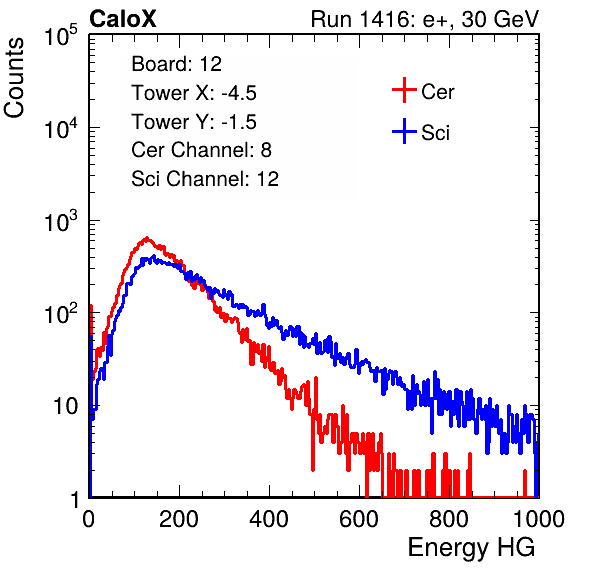 CaloX Run 1416: e+, 30 GeV
Counts
10^5
10^4
10^3
10^2
10
1
Board: 12
Tower X: -4.5
Tower Y: -1.5
Cer Channel: 8
Sci Channel: 12
Cer
Sci
0 200 400 600 800 1000
Energy HG